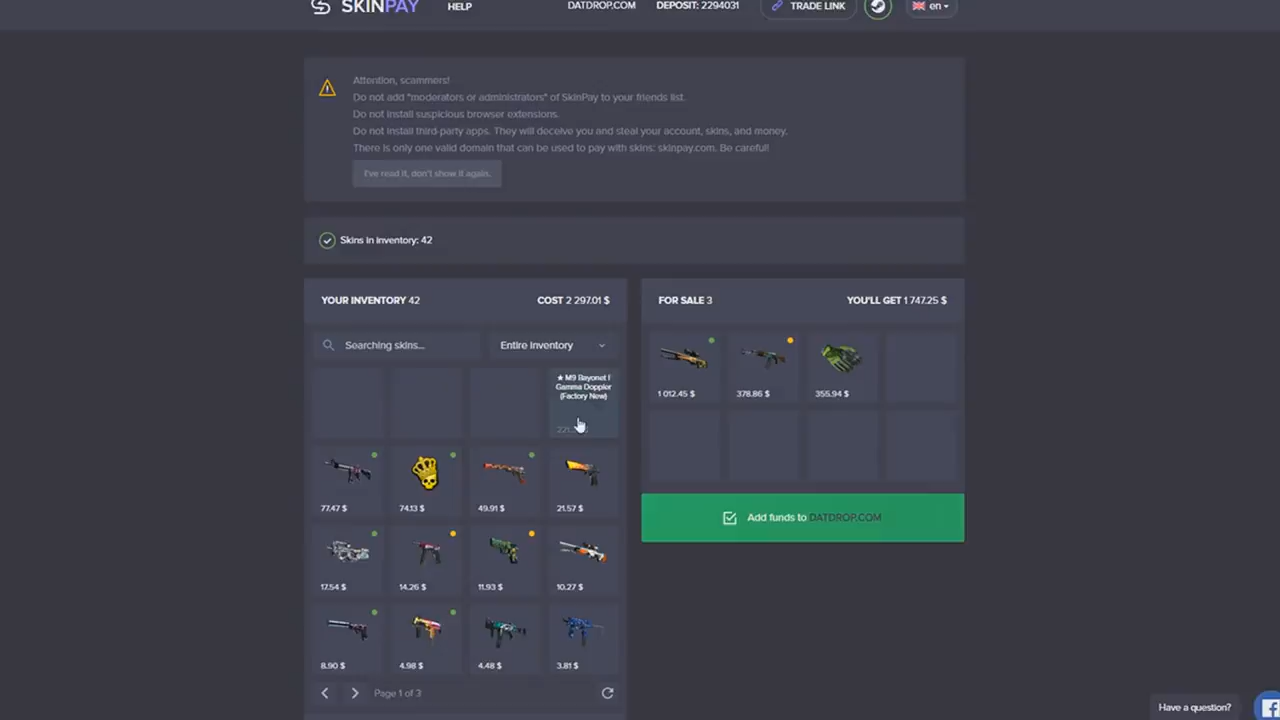 SKINPAY
HELP
DATDROP.COM
DEPOSIT: 2294031
TRADE LINK
en
Attention, scammers!
Do not add "moderators or administrators" of SkinPay to your friends list.
Do not install suspicious browser extensions.
Do not install third-party apps. They will deceive you and steal your account, skins, and money.
There is only one valid domain that can be used to pay with skins: skinpay.com. Be careful!
I've read it, don't show it again.
Skins in inventory: 42
YOUR INVENTORY 42
COST 2 297.01 $
Searching skins...
Entire Inventory
★ M9 Bayonet |
Gamma Doppler
(Factory New)
77.47 $
74.13 $
49.91 $
21.57 $
17.54 $
14.26 $
11.93 $
10.27 $
8.90 $
4.98 $
4.48 $
3.81 $
Page 1 of 3
FOR SALE 3
YOU'LL GET 1 747.25 $
1 012.45 $
378.86 $
355.94 $
Add funds to DATDROP.COM
Have a question?